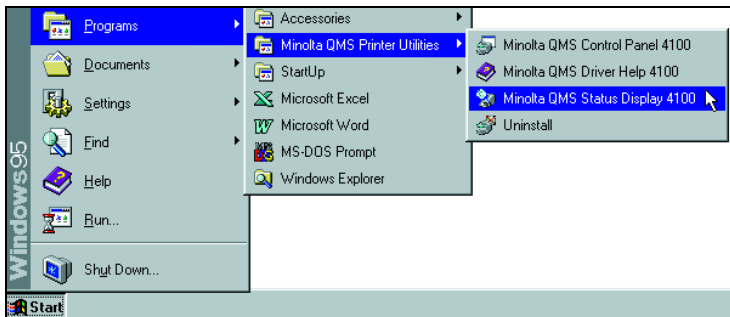 Programs
Documents
Settings
Find
Help
Run...
Shut Down...
Windows95
Start
Accessories
Minolta QMS Printer Utilities
StartUp
Microsoft Excel
Microsoft Word
MS-DOS Prompt
Windows Explorer
Minolta QMS Control Panel 4100
Minolta QMS Driver Help 4100
Minolta QMS Status Display 4100
Uninstall